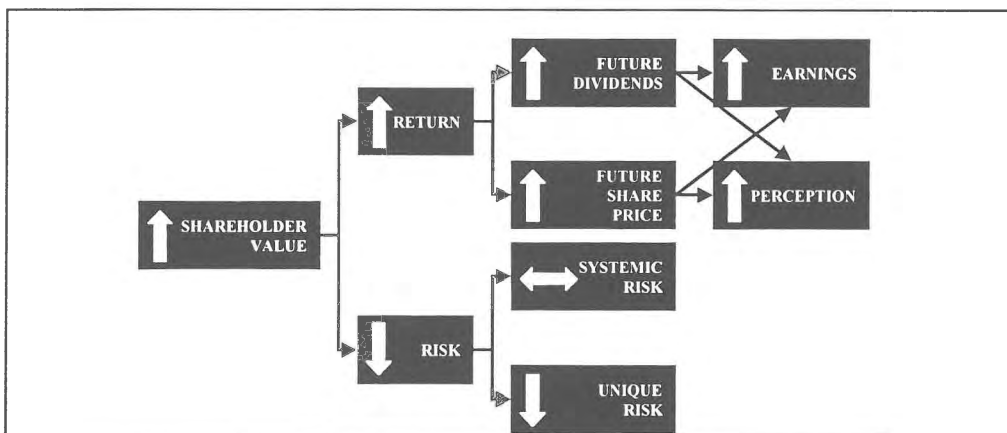 FUTURE
DIVIDENDS
EARNINGS
RETURN
FUTURE
SHARE
PRICE
PERCEPTION
SHAREHOLDER
VALUE
SYSTEMIC
RISK
RISK
UNIQUE
RISK